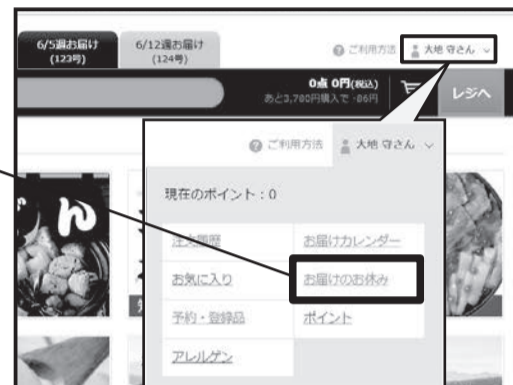 6/5週お届け
(123号)
6/12週お届け
(124号)
ご利用方法
大地 守さん
0点 0円(税込)
あと3,780円購入で -86円
レジへ
ご利用方法
大地 守さん
現在のポイント：0
注文履歴
お届けカレンダー
お気に入り
お届けのお休み
予約・登録品
ポイント
アレルゲン
ん